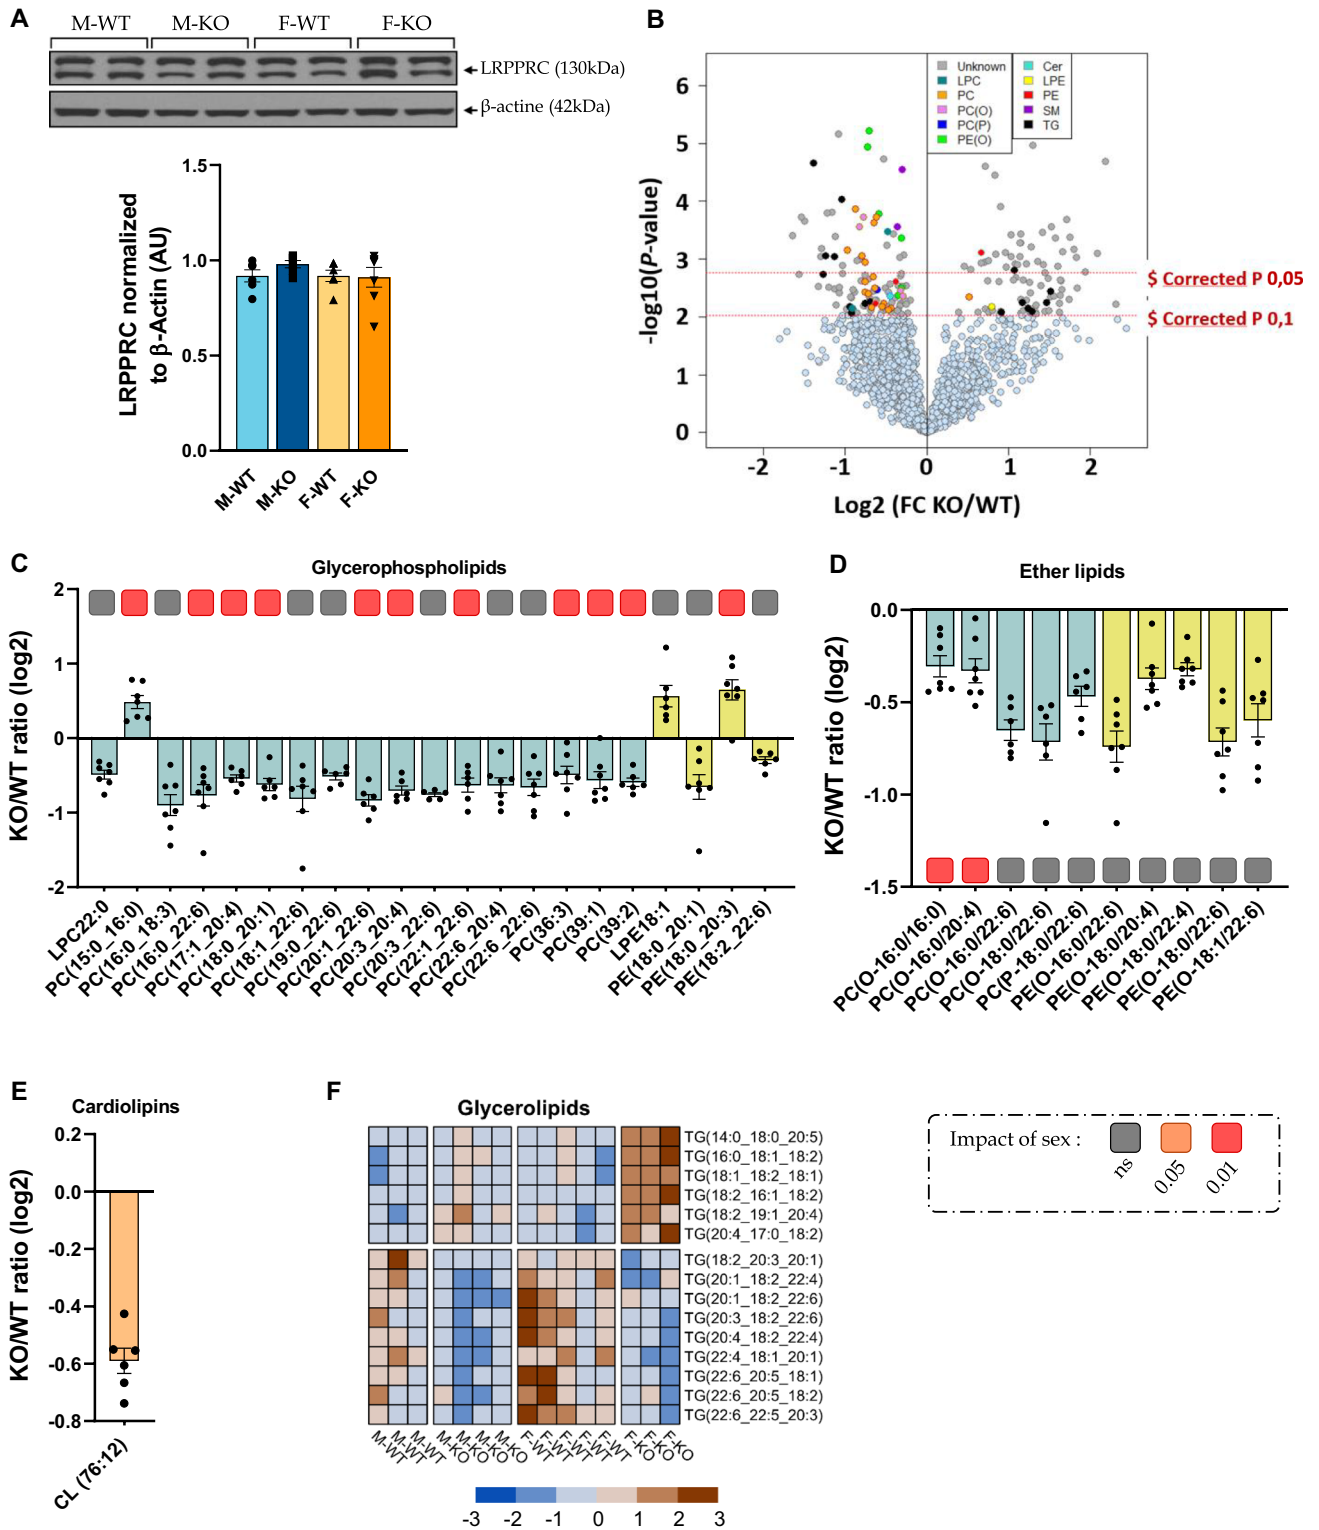 A
M-WT M-KO F-WT F-KO
LRPPRC (130kDa)
β-actine (42kDa)
LRPPRC normalized
to β-Actin (AU)
1.5
1.0
0.5
0.0
M-WT
M-KO
F-WT
F-KO
B
-log10(P-value)
6
5
4
3
2
1
0
-2 -1 0 1 2
Log2 (FC KO/WT)
Unknown
LPC
PC
PC(O)
PC(P)
PE(O)
Cer
LPE
PE
SM
TG
$ Corrected P 0,05
$ Corrected P 0,1
C
Glycerophospholipids
KO/WT ratio (log2)
2
1
0
-1
-2
LPC22:0
PC(15:0_16:0)
PC(16:0_18:3)
PC(16:0_22:6)
PC(17:1_20:4)
PC(18:0_20:1)
PC(18:1_22:6)
PC(19:0_22:6)
PC(20:1_22:6)
PC(20:3_20:4)
PC(20:3_22:6)
PC(22:1_22:6)
PC(22:6_20:4)
PC(22:6_22:6)
PC(36:3)
PC(39:1)
PC(39:2)
LPE18:1
PE(18:0_20:1)
PE(18:0_20:3)
PE(18:2_22:6)
D
Ether lipids
KO/WT ratio (log2)
0.0
-0.5
-1.0
-1.5
PC(O-16:0/16:0)
PC(O-16:0/20:4)
PC(O-16:0/22:6)
PC(O-18:0/22:6)
PC(P-18:0/22:6)
PE(O-16:0/22:6)
PE(O-18:0/20:4)
PE(O-18:0/22:4)
PE(O-18:0/22:6)
PE(O-18:1/22:6)
E
Cardiolipins
KO/WT ratio (log2)
0.2
0.0
-0.2
-0.4
-0.6
-0.8
CL (76:12)
F
Glycerolipids
TG(14:0_18:0_20:5)
TG(16:0_18:1_18:2)
TG(18:1_18:2_18:1)
TG(18:2_16:1_18:2)
TG(18:2_19:1_20:4)
TG(20:4_17:0_18:2)
TG(18:2_20:3_20:1)
TG(20:1_18:2_22:4)
TG(20:1_18:2_22:6)
TG(20:3_18:2_22:6)
TG(20:4_18:2_22:4)
TG(22:4_18:1_20:1)
TG(22:6_20:5_18:1)
TG(22:6_20:5_18:2)
TG(22:6_22:5_20:3)
M-WT
M-WT
M-WT
M-KO
M-KO
M-KO
M-KO
F-WT
F-WT
F-WT
F-WT
F-WT
F-KO
F-KO
F-KO
-3 -2 -1 0 1 2 3
Impact of sex :
ns
0.05
0.01